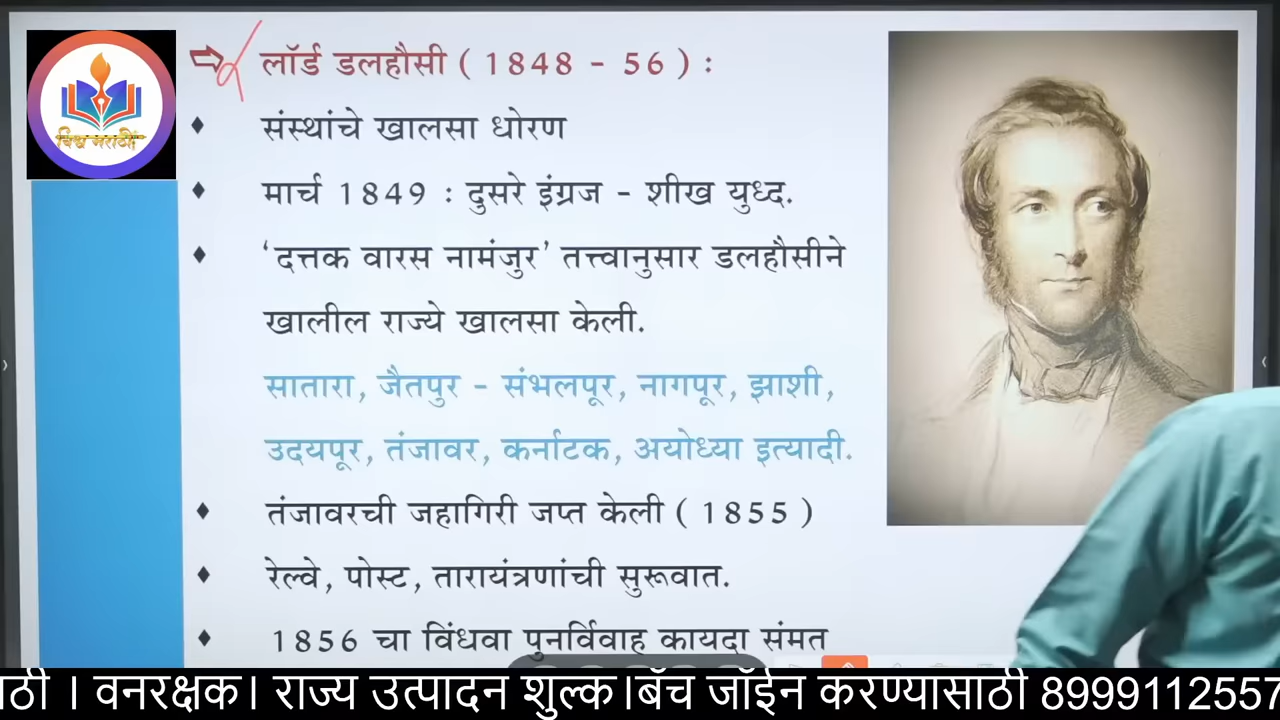 लॉर्ड डलहौसी ( 1848 - 56 ) :
संस्थांचे खालसा धोरण
मार्च 1849 : दुसरे इंग्रज - शीख युध्द.
'दत्तक वारस नामंजुर' तत्त्वानुसार डलहौसीने
खालील राज्ये खालसा केली.
सातारा, जैतपुर - संभलपूर, नागपूर, झाशी,
उदयपूर, तंजावर, कर्नाटक, अयोध्या इत्यादी.
तंजावरची जहागिरी जप्त केली ( 1855 )
रेल्वे, पोस्ट, तारायंत्रणांची सुरूवात.
1856 चा विंधवा पुनर्विवाह कायदा संमत
विश्व मराठी
ाठी । वनरक्षक। राज्य उत्पादन शुल्क।बॅच जॉईन करण्यासाठी 8999112557